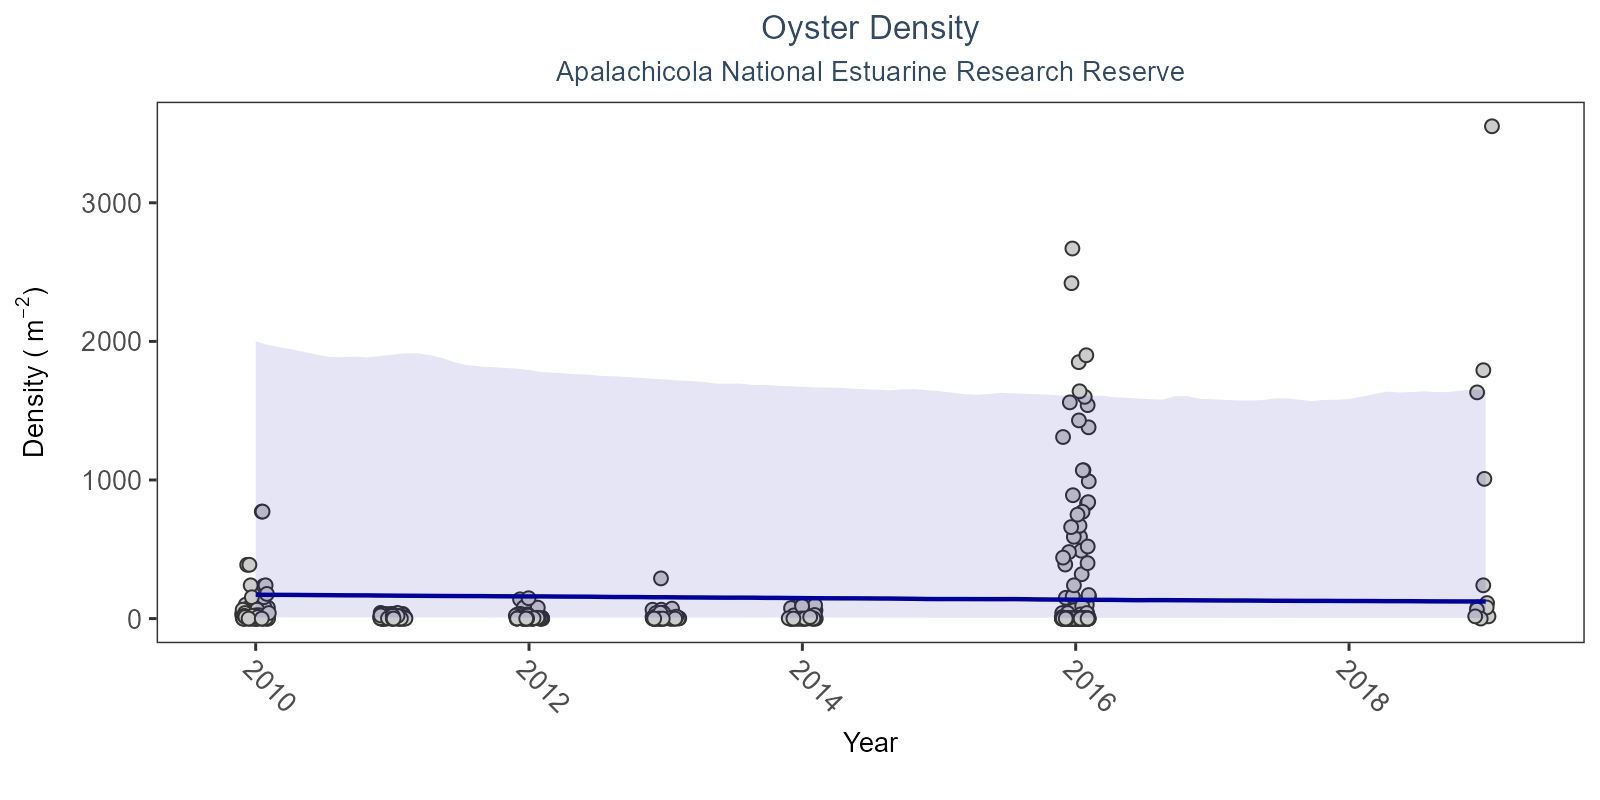 Oyster Density
Apalachicola National Estuarine Research Reserve
Density ( m⁻²)
3000
2000
1000
0
2010
2012
2014
2016
2018
Year